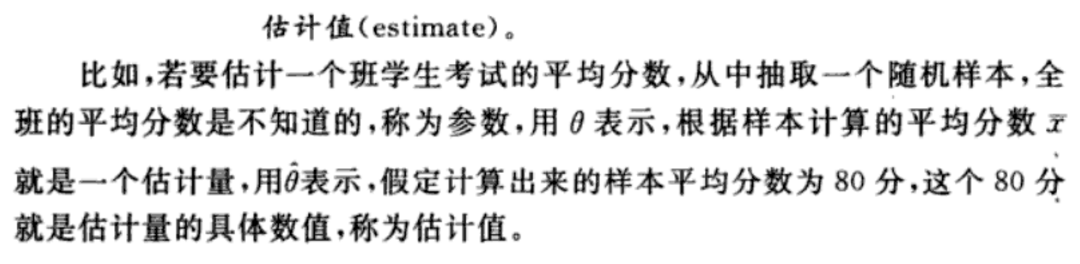 估计值(estimate)。
比如,若要估计一个班学生考试的平均分数,从中抽取一个随机样本,全
班的平均分数是不知道的,称为参数,用 θ 表示,根据样本计算的平均分数 x̅
就是一个估计量,用θ̂表示,假定计算出来的样本平均分数为 80 分,这个 80 分
就是估计量的具体数值,称为估计值。